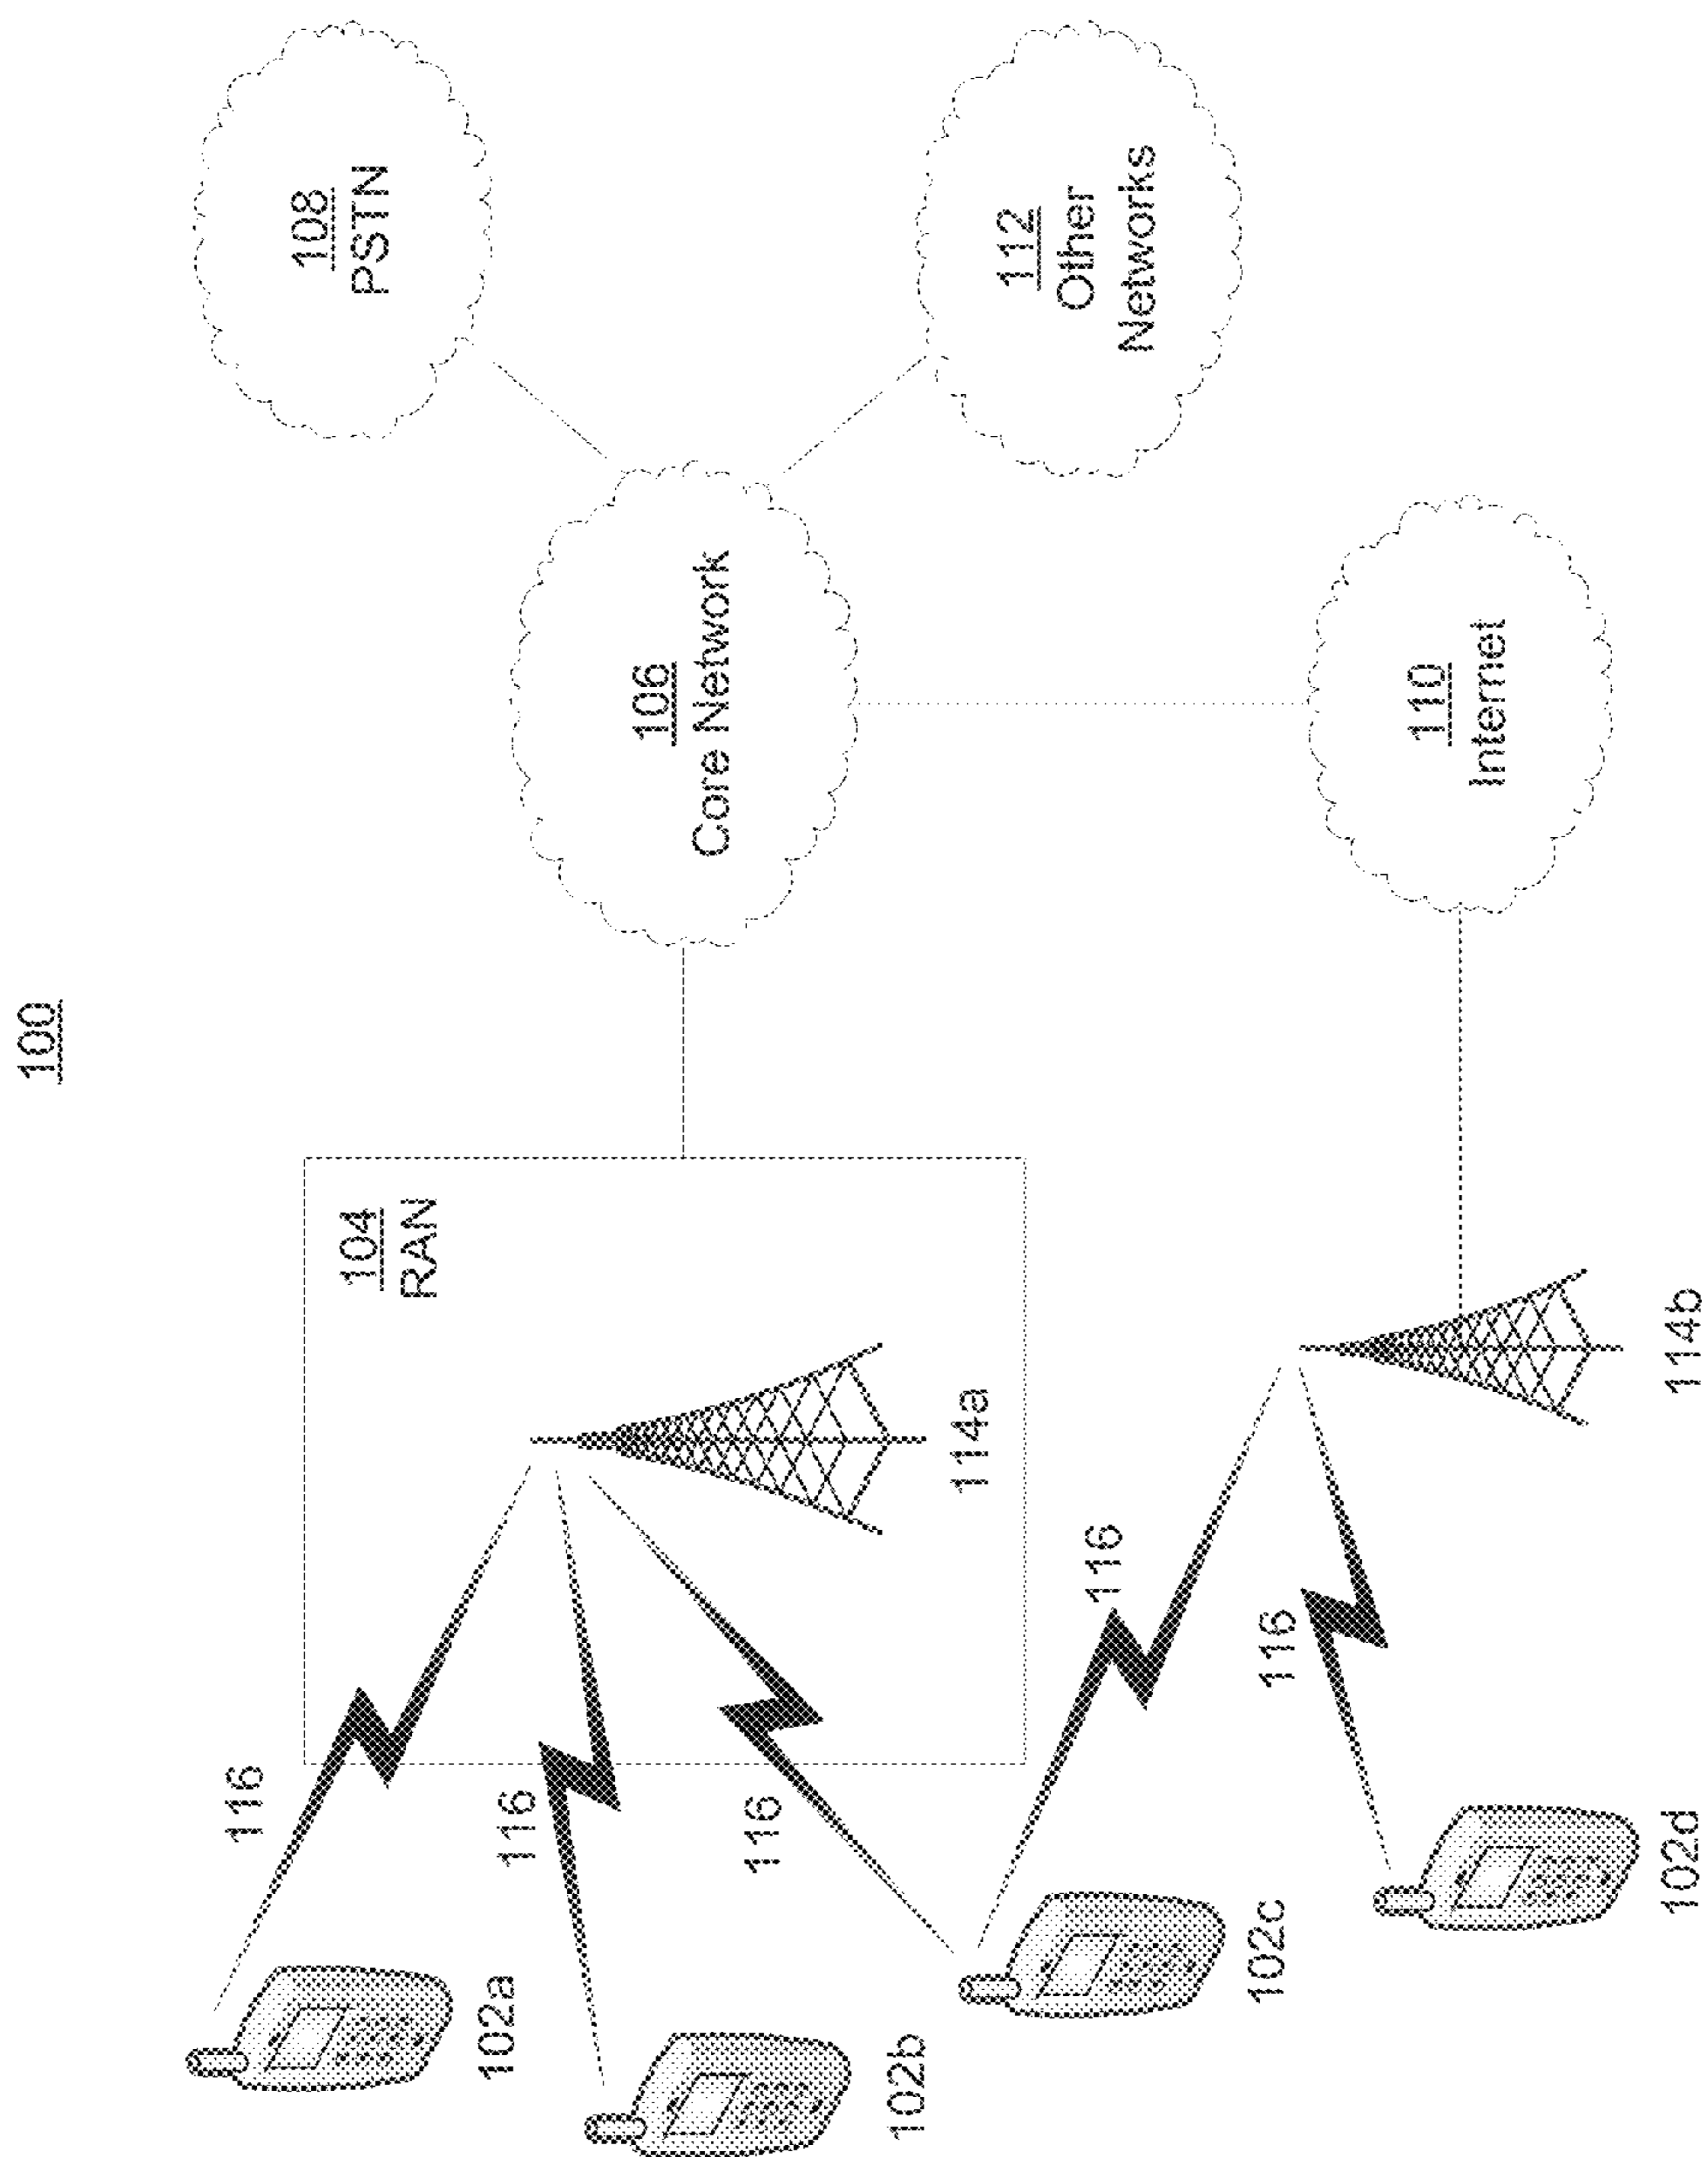 100
108
PSTN
104
RAN
106
Core Network
112
Other
Networks
110
Internet
114a
114b
116
116
116
116
116
102a
102b
102c
102d